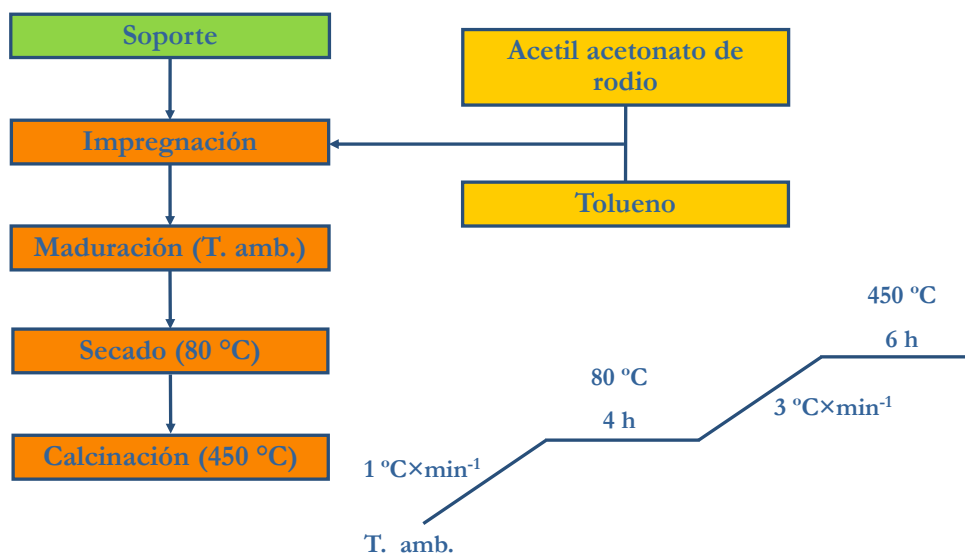 Soporte
Acetil acetonato de
rodio
Impregnación
Tolueno
Maduración (T. amb.)
Secado (80 °C)
Calcinación (450 °C)
450 ºC
6 h
80 ºC
4 h
3 ºC×min⁻¹
1 ºC×min⁻¹
T. amb.